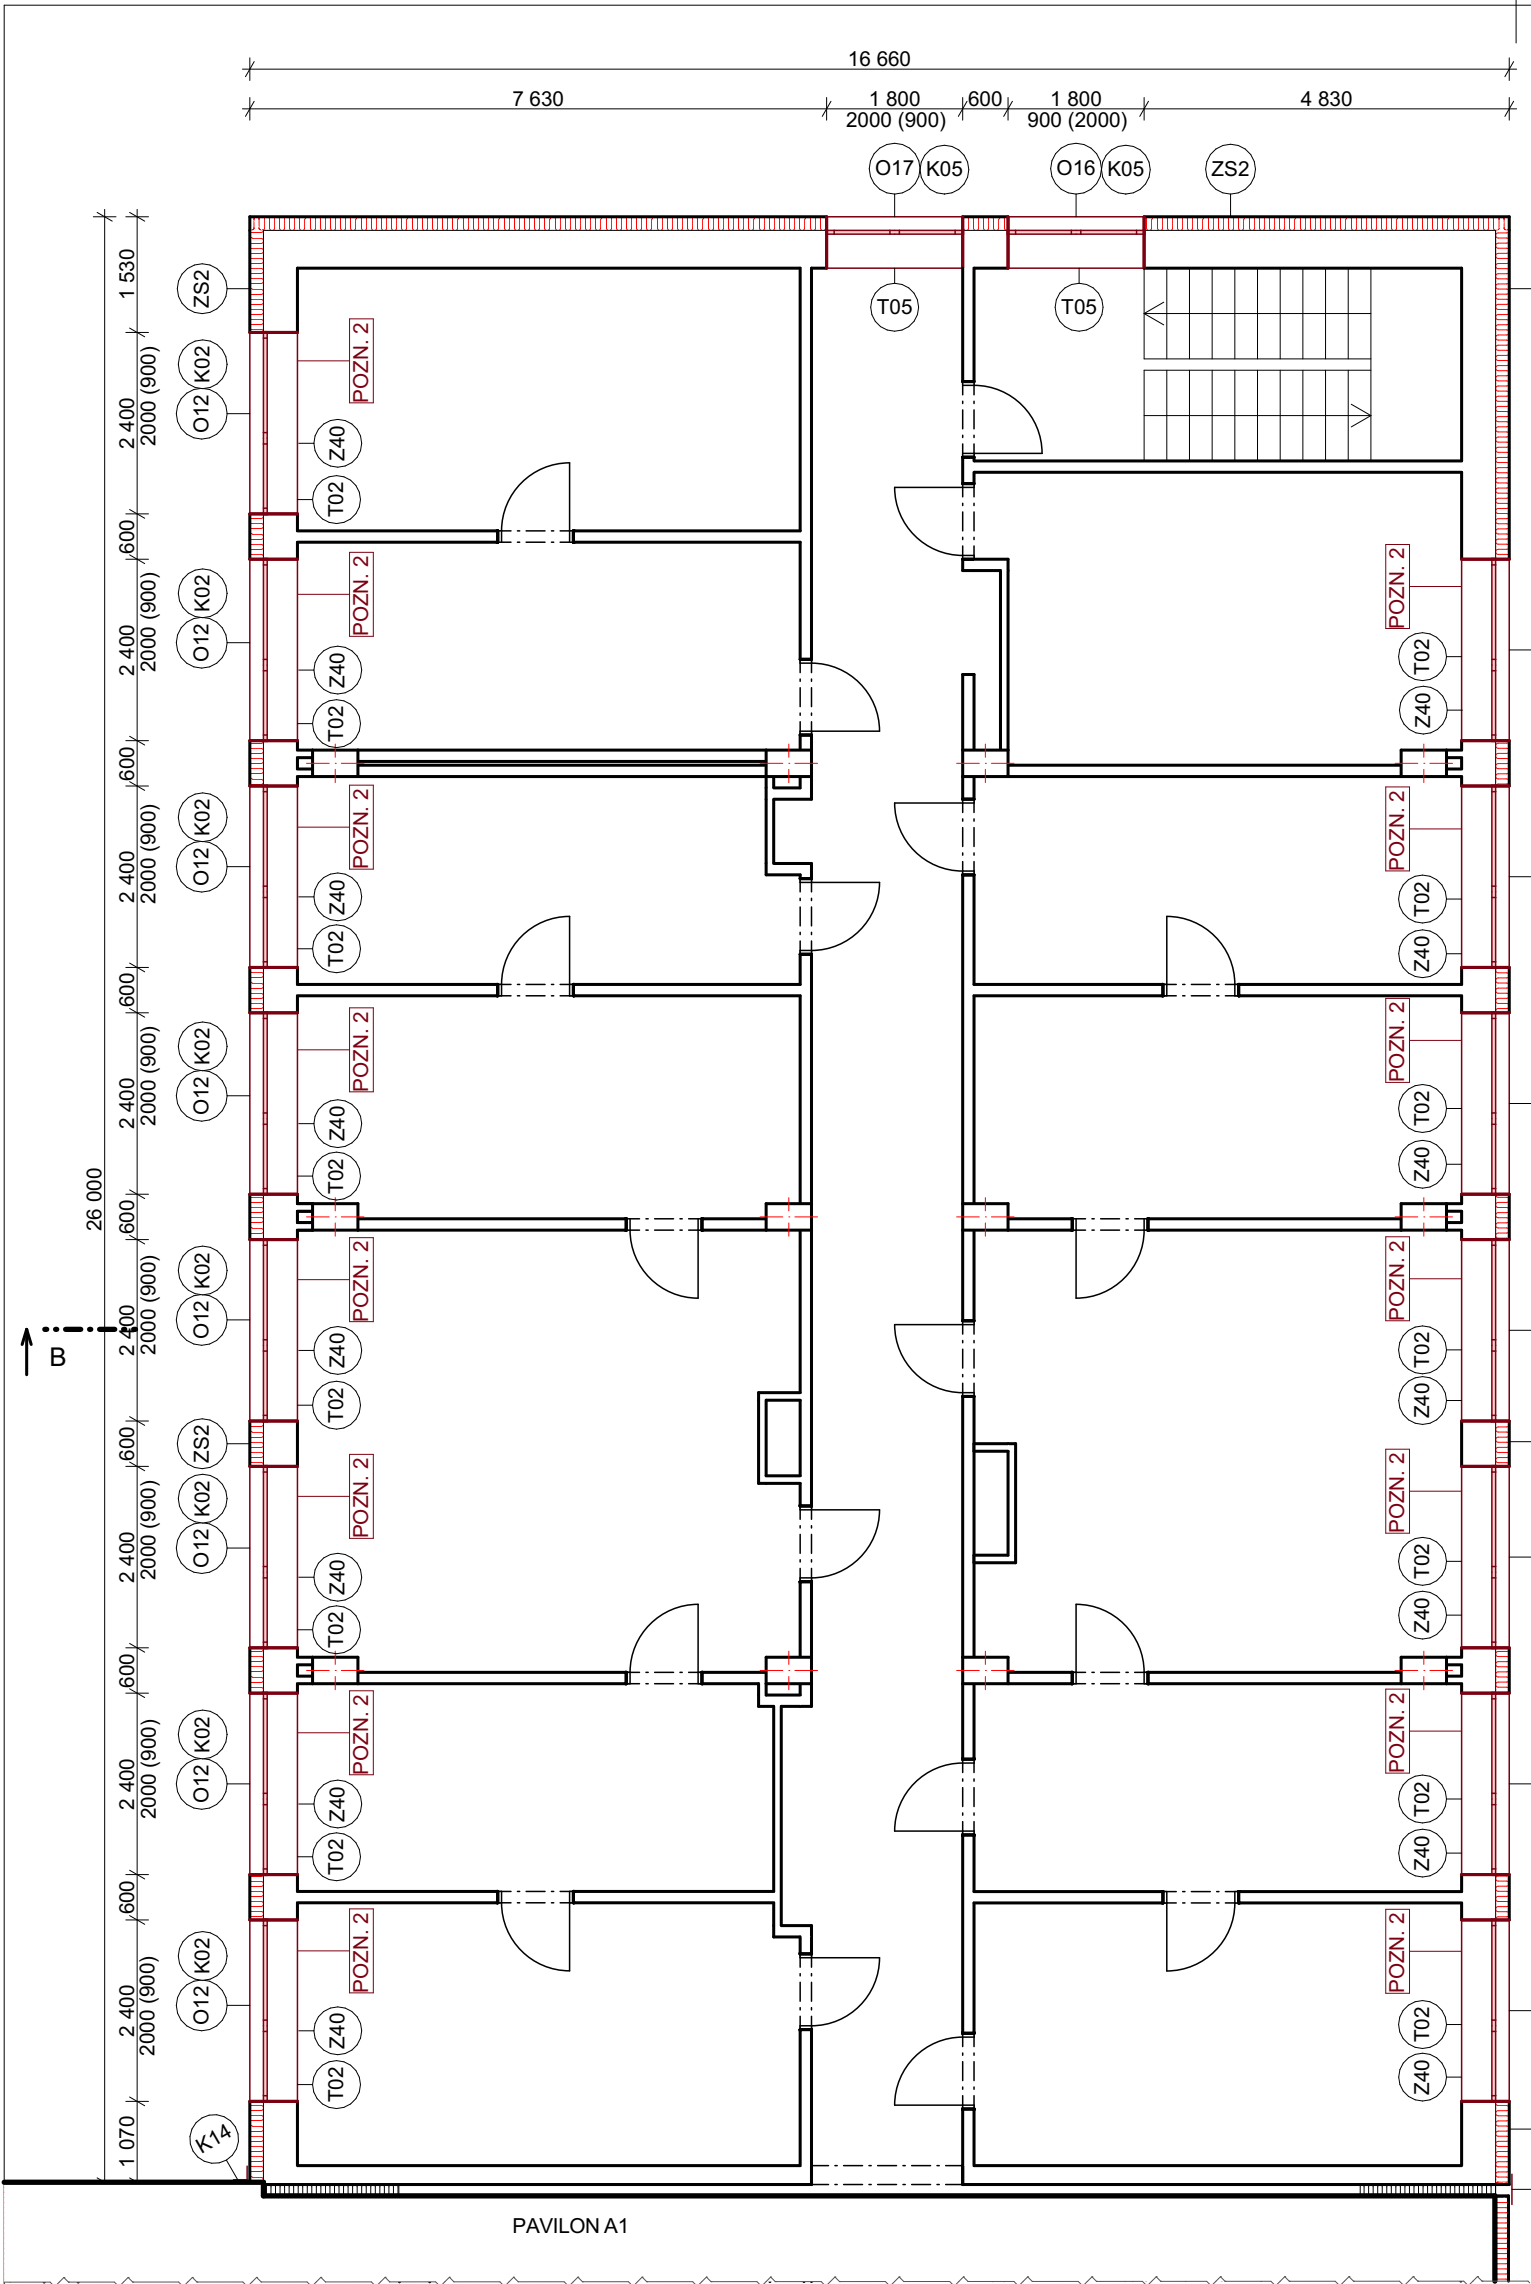 16 660
7 630
1 800
600
1 800
4 830
2000 (900)
900 (2000)
O17
K05
O16
K05
ZS2
T05
T05
26 000
1 530
ZS2
2 400
2000 (900)
O12
K02
POZN. 2
Z40
T02
600
2 400
2000 (900)
O12
K02
POZN. 2
Z40
T02
POZN. 2
T02
Z40
600
2 400
2000 (900)
O12
K02
POZN. 2
Z40
T02
POZN. 2
T02
Z40
600
2 400
2000 (900)
O12
K02
POZN. 2
Z40
T02
POZN. 2
T02
Z40
600
2 400
2000 (900)
O12
K02
POZN. 2
Z40
T02
POZN. 2
T02
Z40
B
600
ZS2
2 400
2000 (900)
O12
K02
POZN. 2
Z40
T02
POZN. 2
T02
Z40
600
2 400
2000 (900)
O12
K02
POZN. 2
Z40
T02
POZN. 2
T02
Z40
600
2 400
2000 (900)
O12
K02
POZN. 2
Z40
T02
POZN. 2
T02
Z40
1 070
K14
PAVILON A1